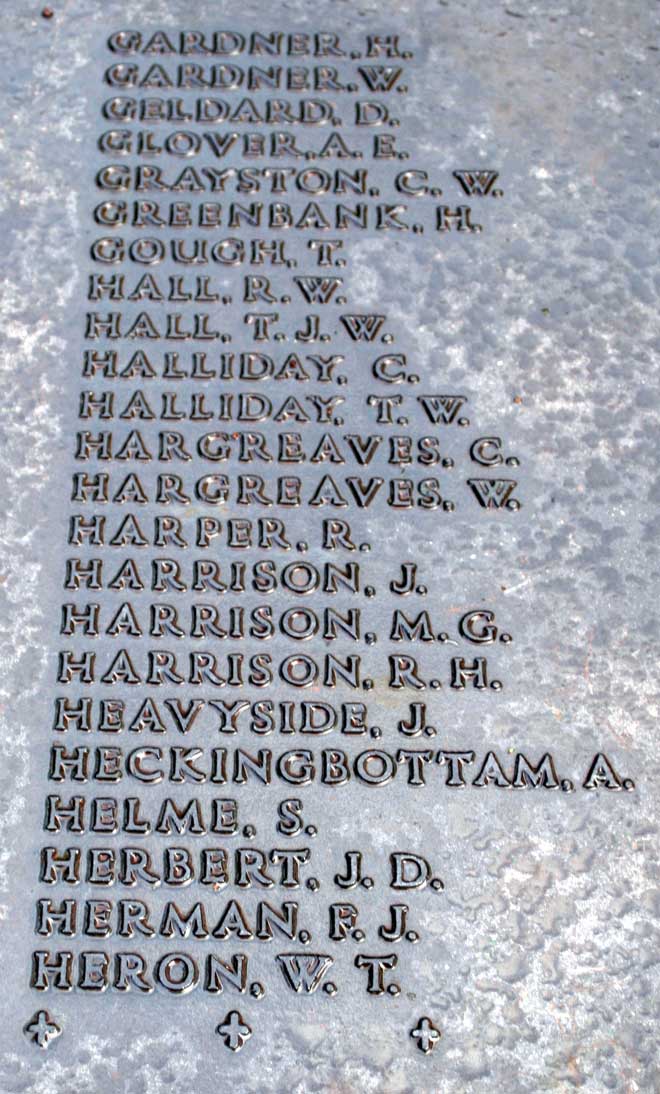 GARDNER, H.
GARDNER, W.
GELDARD, D.
GLOVER, A. E.
GRAYSTON, C. W.
GREENBANK, H.
GOUGH, T.
HALL, R. W.
HALL, T. J. W.
HALLIDAY, C.
HALLIDAY, T. W.
HARGREAVES, C.
HARGREAVES, W.
HARPER, R.
HARRISON, J.
HARRISON, M. G.
HARRISON, R. H.
HEAVYSIDE, J.
HECKINGBOTTAM, A.
HELME, S.
HERBERT, J. D.
HERMAN, F. J.
HERON, W. T.